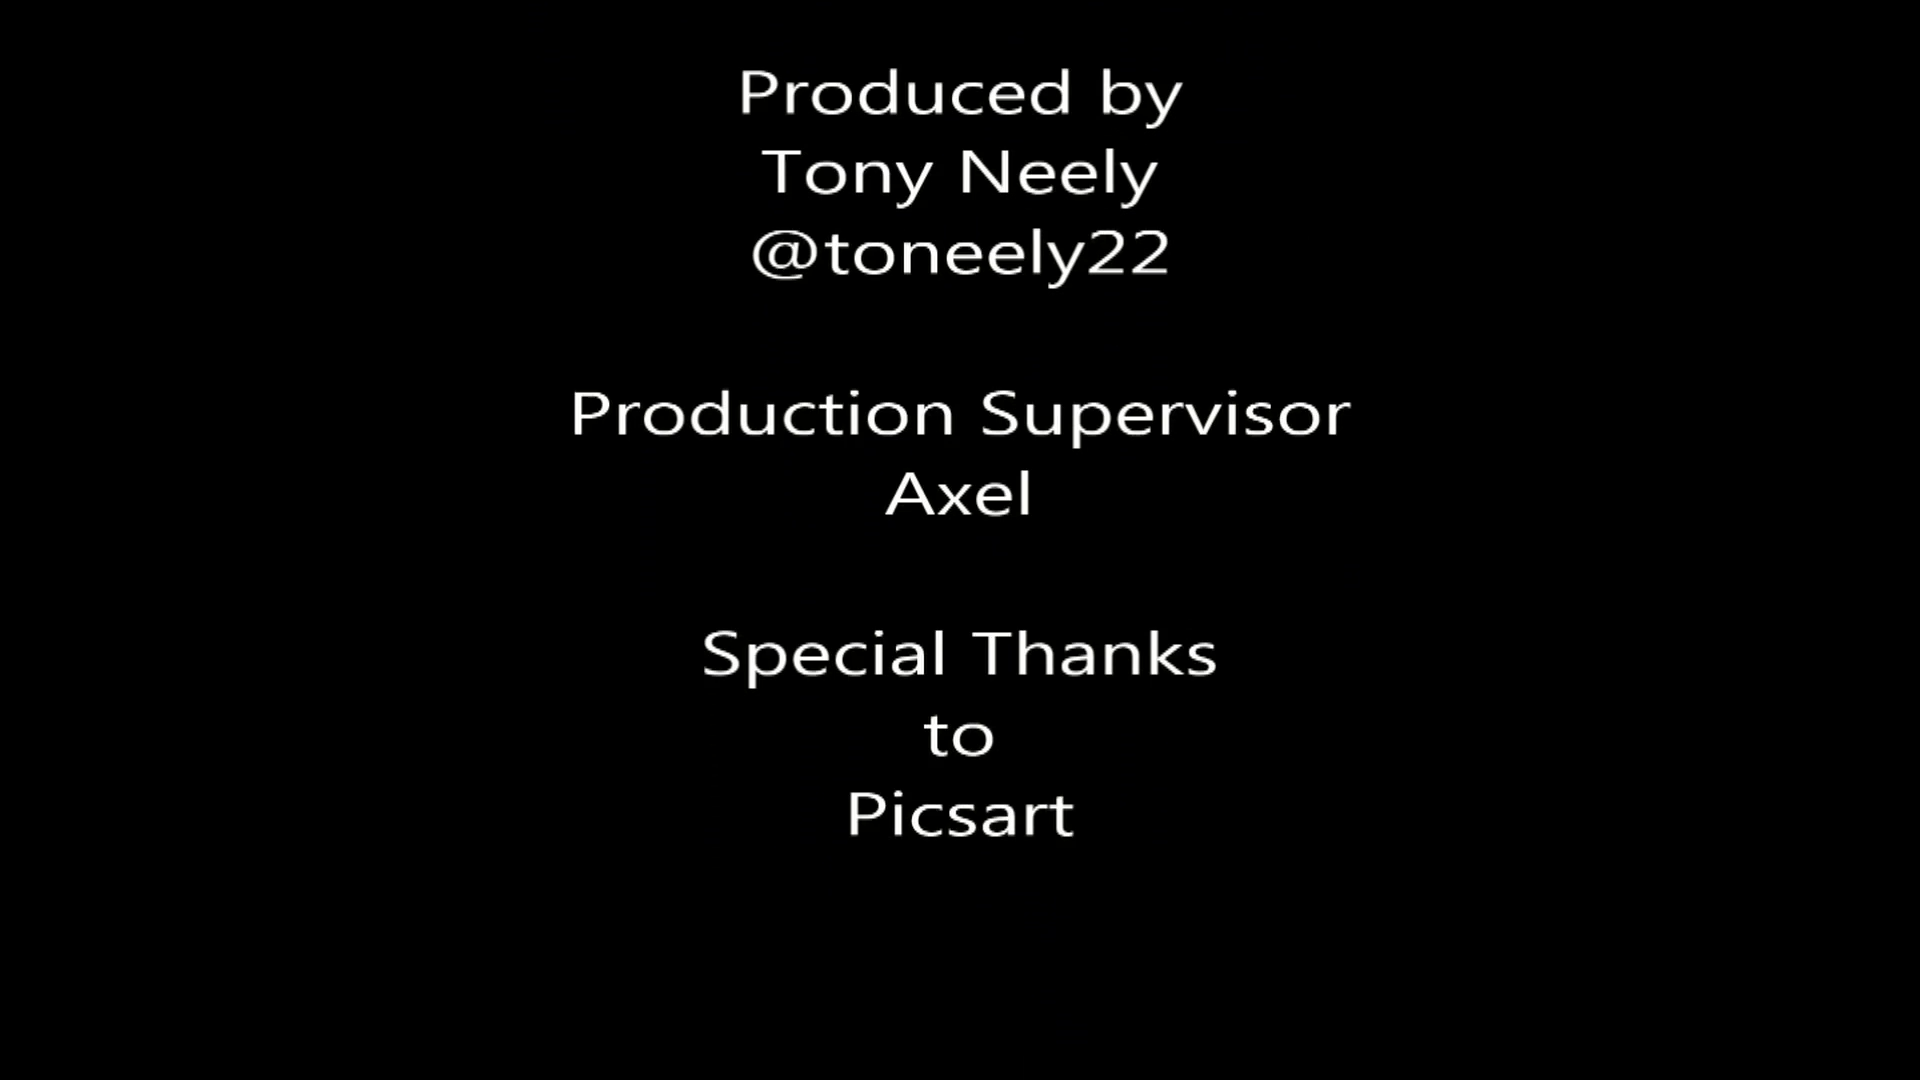 Produced by
Tony Neely
@toneely22
Production Supervisor
Axel
Special Thanks
to
Picsart